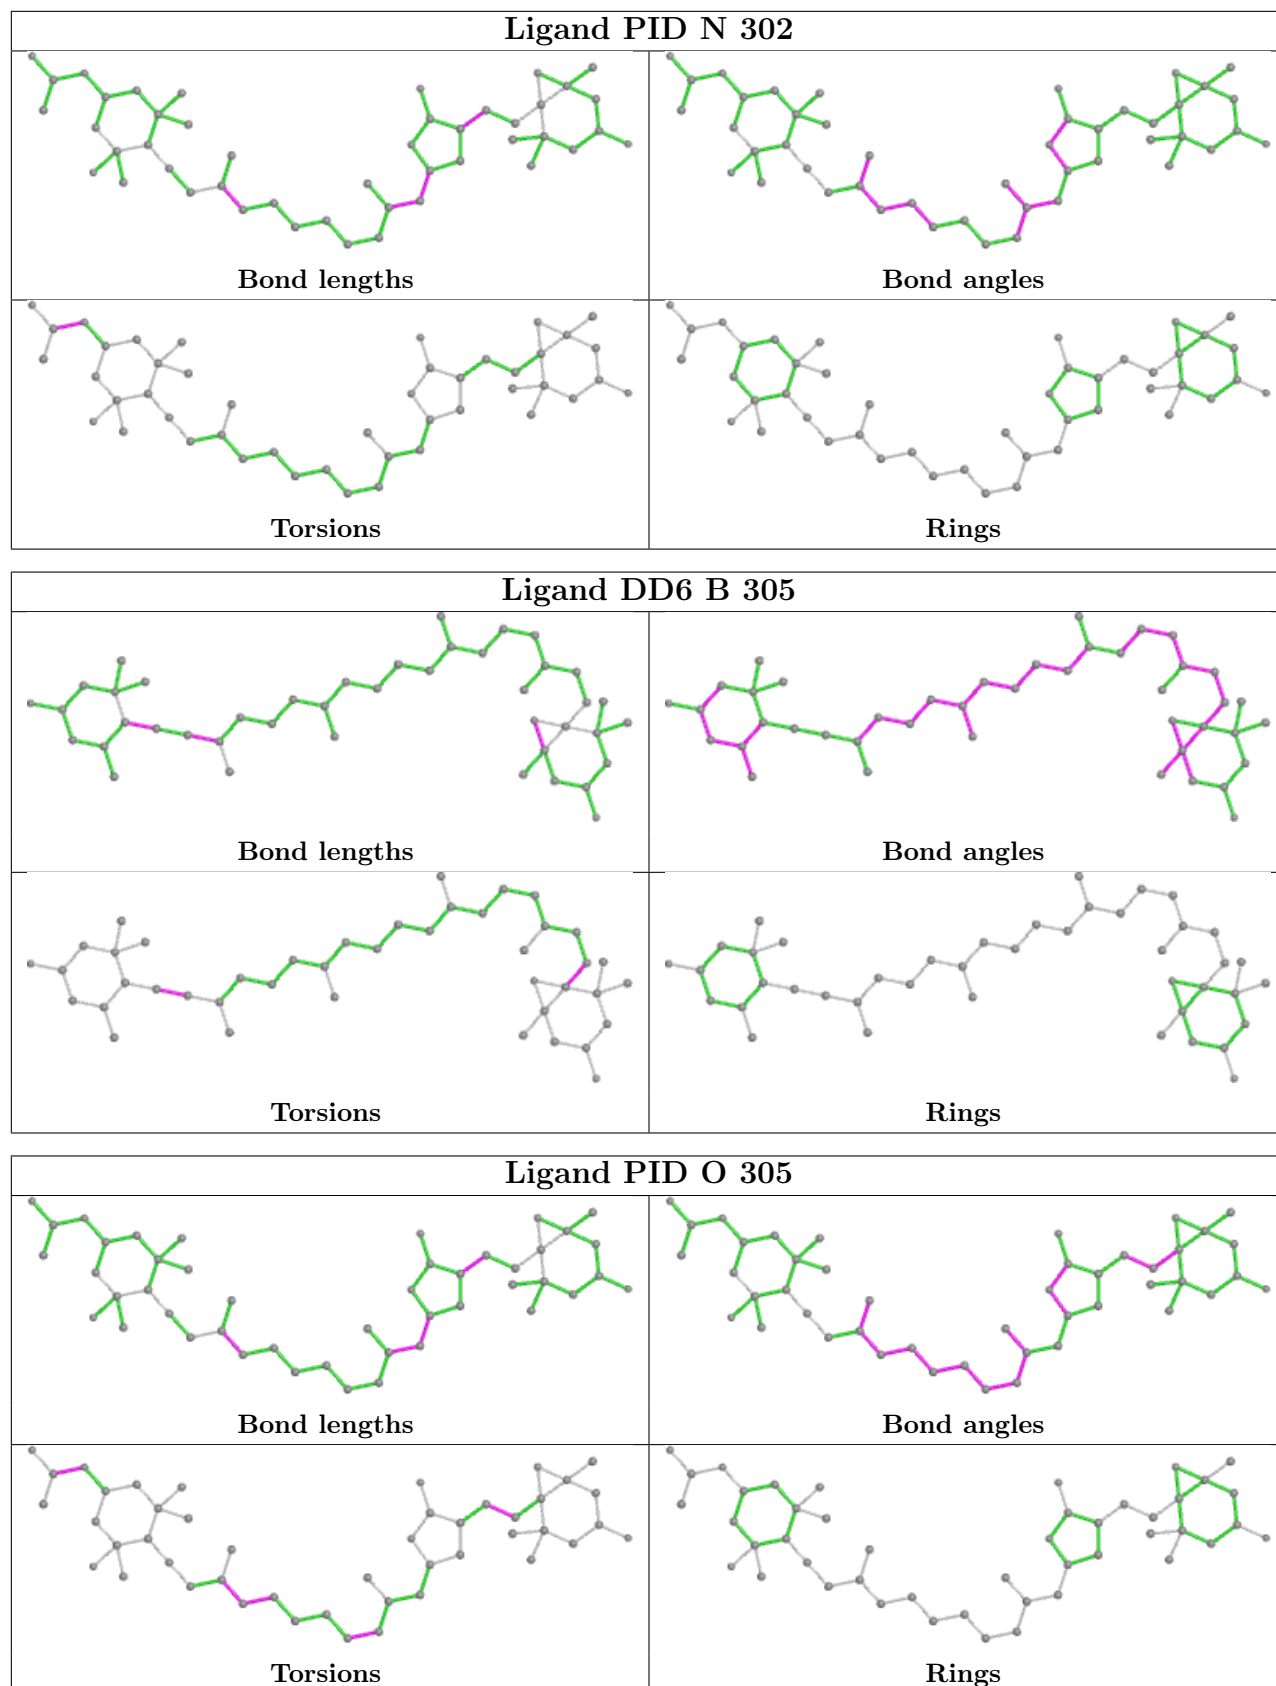 Ligand PID N 302
Bond lengths
Bond angles
Torsions
Rings
Ligand DD6 B 305
Bond lengths
Bond angles
Torsions
Rings
Ligand PID O 305
Bond lengths
Bond angles
Torsions
Rings